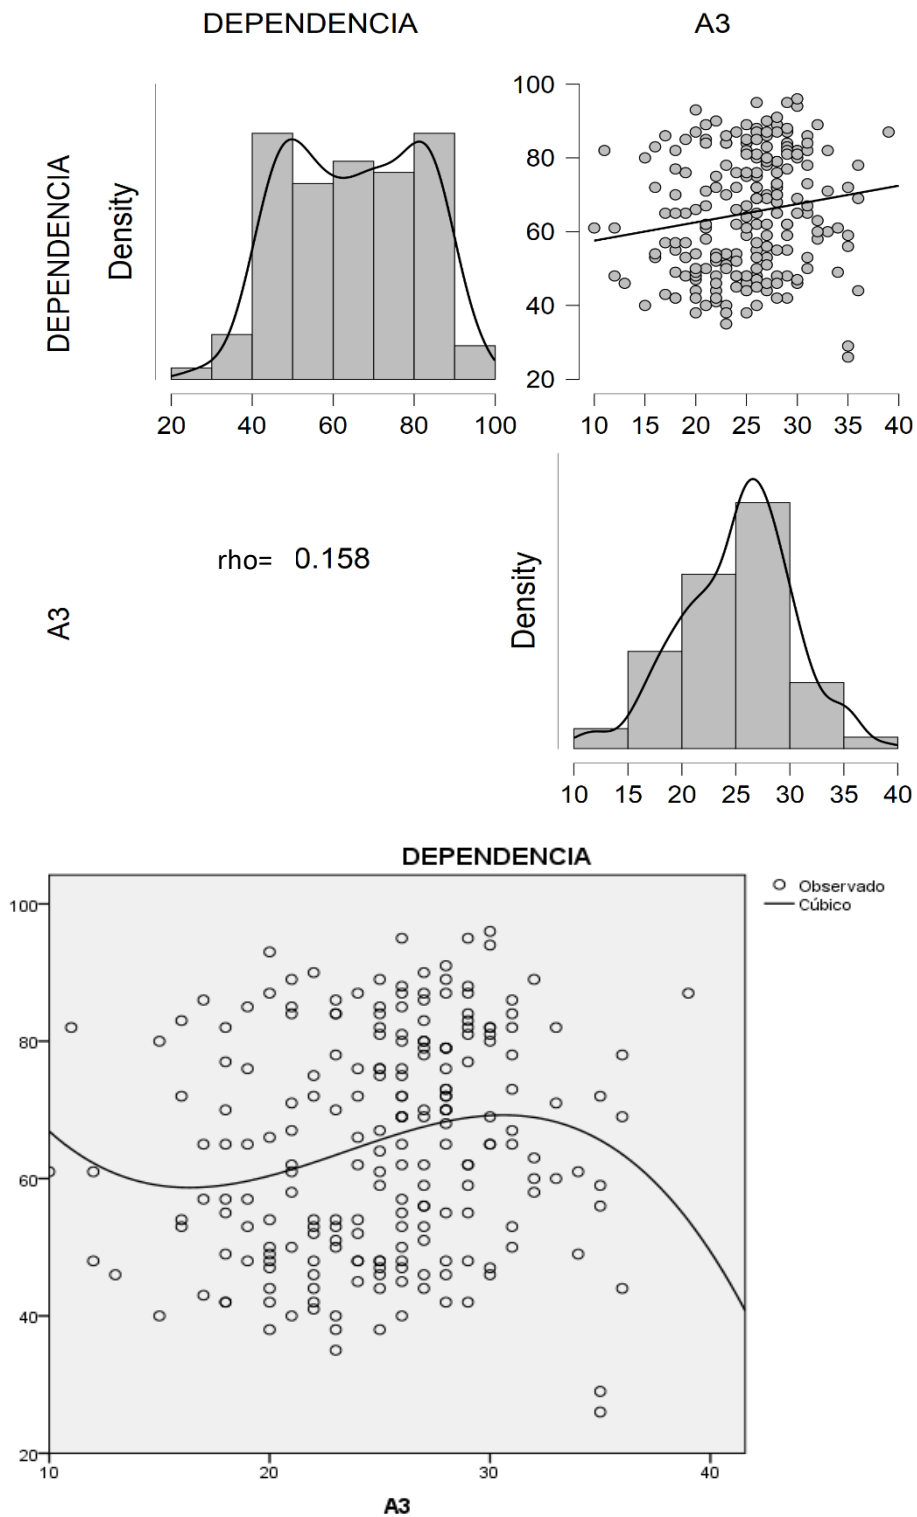 DEPENDENCIA A3
DEPENDENCIA
Density
100
80
60
40
20
20 40 60 80 100
10 15 20 25 30 35 40
A3
rho= 0.158
Density
10 15 20 25 30 35 40
DEPENDENCIA
Observado
Cúbico
100
80
60
40
20
10 20 30 40
A3